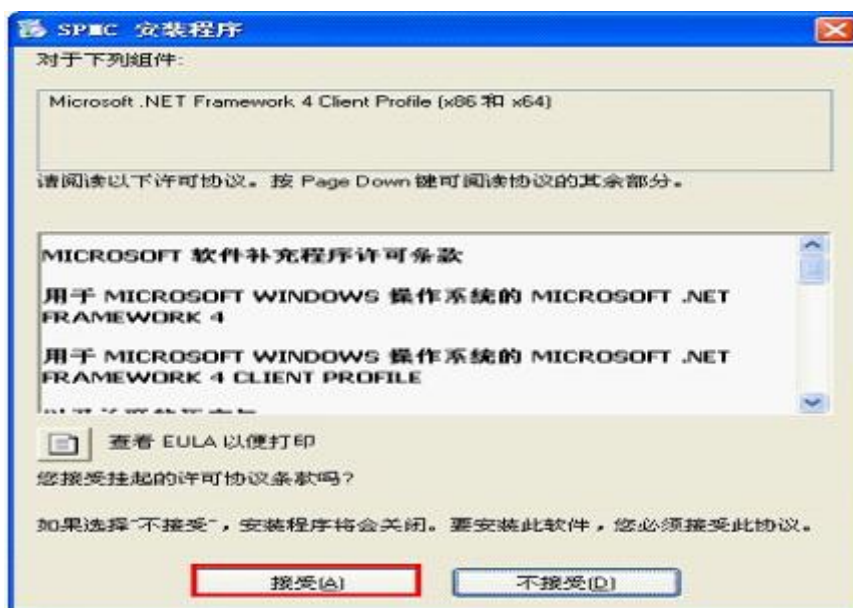 SPMC 安装程序
对于下列组件:
Microsoft .NET Framework 4 Client Profile (x86 和 x64)
请阅读以下许可协议。按 Page Down 键可阅读协议的其余部分。
MICROSOFT 软件补充程序许可条款
用于 MICROSOFT WINDOWS 操作系统的 MICROSOFT .NET
FRAMEWORK 4
用于 MICROSOFT WINDOWS 操作系统的 MICROSOFT .NET
FRAMEWORK 4 CLIENT PROFILE
查看 EULA 以便打印
您接受挂起的许可协议条款吗?
如果选择“不接受”，安装程序将会关闭。要安装此软件，您必须接受此协议。
接受(A)
不接受(D)